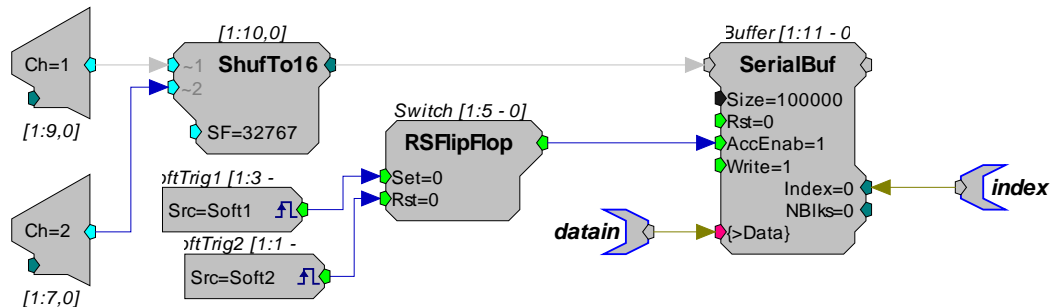 [1:10,0]
Buffer [1:11 - 0
Ch=1
~1
ShufTo16
SerialBuf
~2
Size=100000
Switch [1:5 - 0]
Rst=0
[1:9,0]
SF=32767
RSFlipFlop
AccEnab=1
Write=1
oftTrig1 [1:3 -
Set=0
Index=0
index
Src=Soft1
Rst=0
NBlks=0
Ch=2
datain
{>Data}
oftTrig2 [1:1 -
Src=Soft2
[1:7,0]